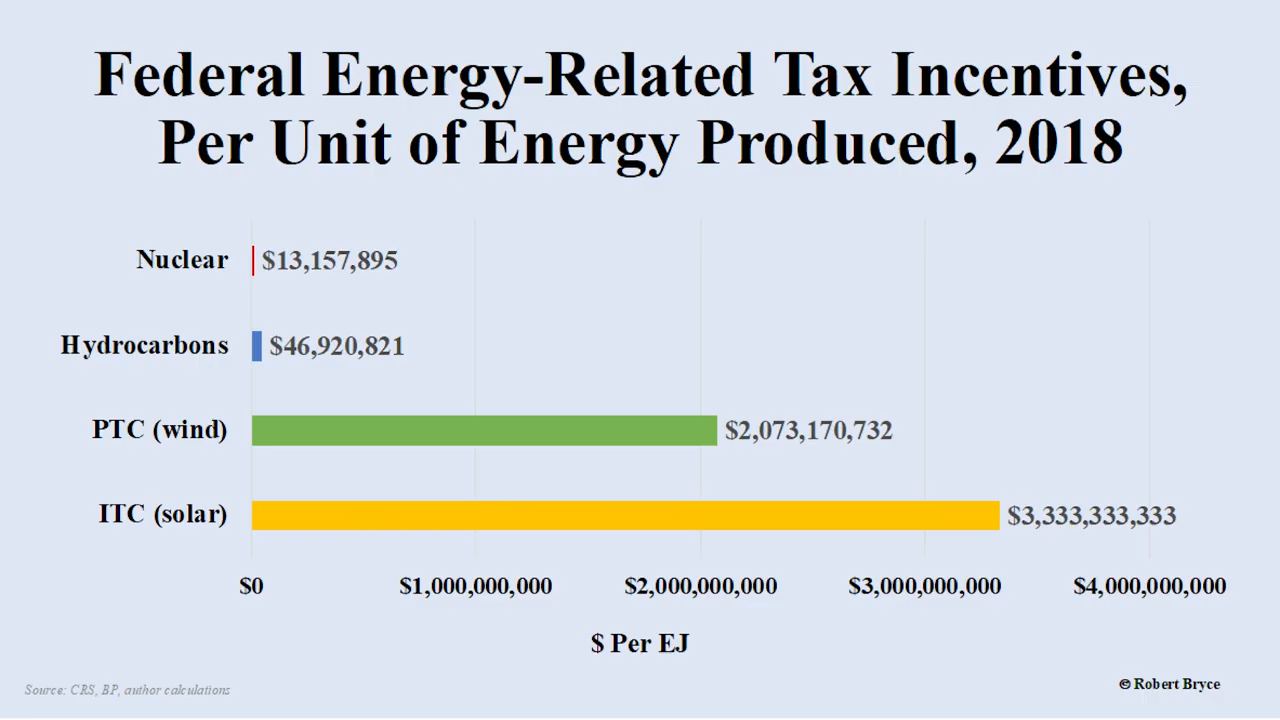 Federal Energy-Related Tax Incentives,
Per Unit of Energy Produced, 2018
Nuclear $13,157,895
Hydrocarbons $46,920,821
PTC (wind) $2,073,170,732
ITC (solar) $3,333,333,333
$0 $1,000,000,000 $2,000,000,000 $3,000,000,000 $4,000,000,000
$ Per EJ
Source: CRS, BP, author calculations
© Robert Bryce